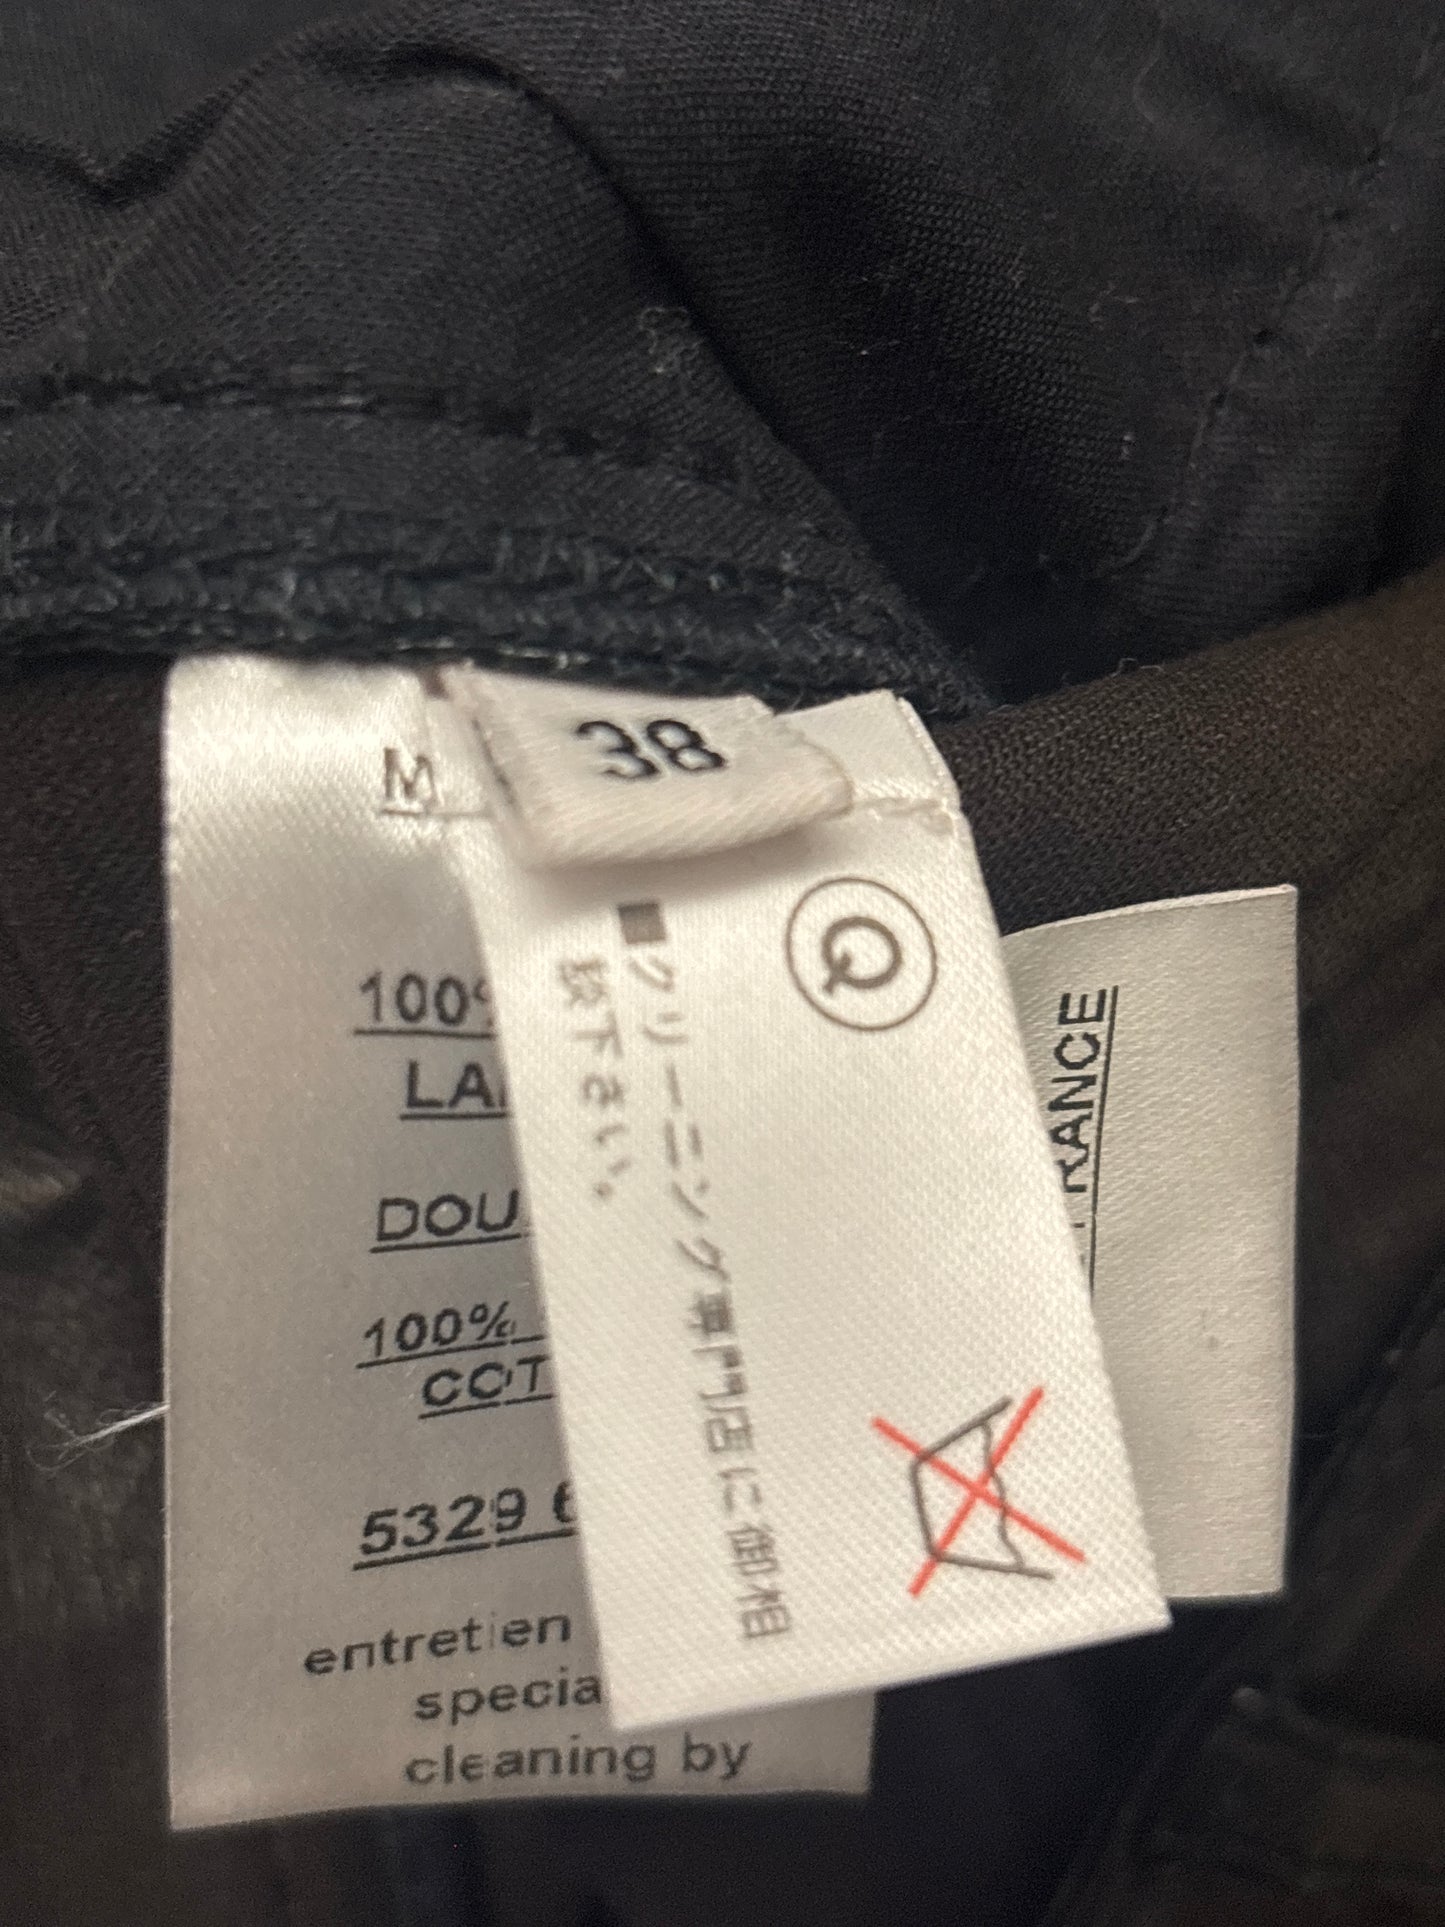 38
M
100%
LA
DOU
100%
COT
5329 6
entretien
specia
cleaning by
Q
■クリーニング専門店に御相
談下さい。
RANCE